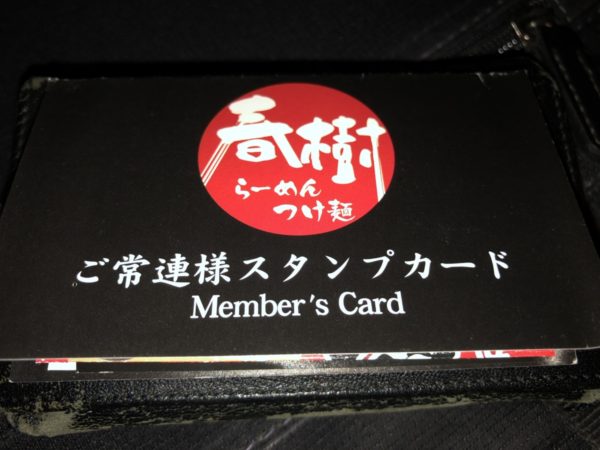 春樹
らーめん
つけ麺
ご常連様スタンプカード
Member's Card